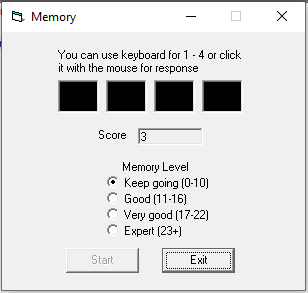 Memory
You can use keyboard for 1 - 4 or click
it with the mouse for response
Score 3
Memory Level
Keep going (0-10)
Good (11-16)
Very good (17-22)
Expert (23+)
Start Exit